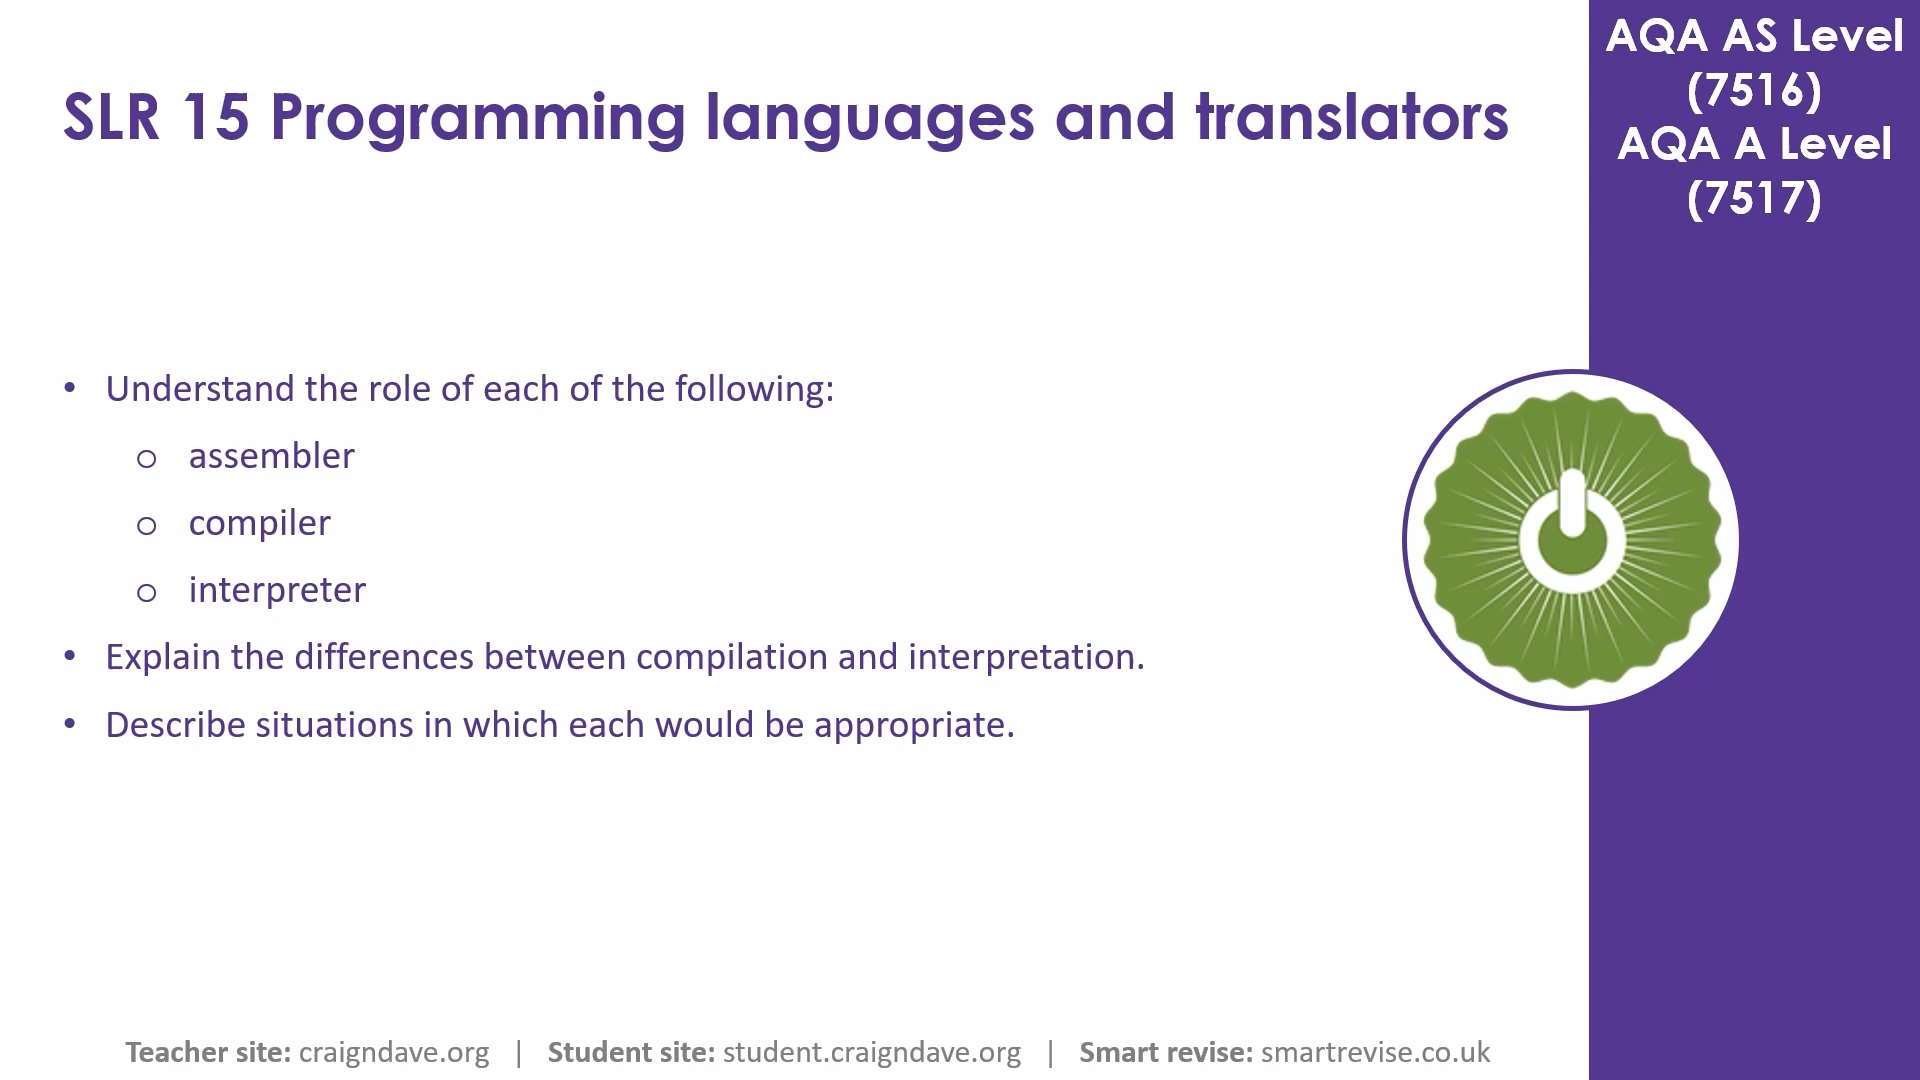 SLR 15 Programming languages and translators
AQA AS Level
(7516)
AQA A Level
(7517)
• Understand the role of each of the following:
o assembler
o compiler
o interpreter
• Explain the differences between compilation and interpretation.
• Describe situations in which each would be appropriate.
Teacher site: craigndave.org | Student site: student.craigndave.org | Smart revise: smartrevise.co.uk